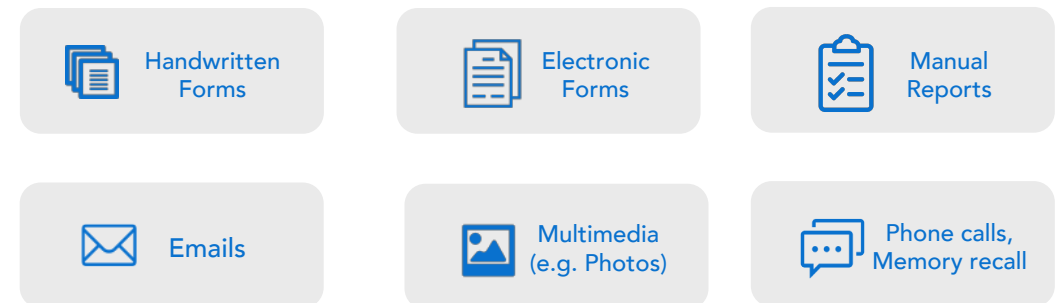 Handwritten
Forms
Electronic
Forms
Manual
Reports
Emails
Multimedia
(e.g. Photos)
Phone calls,
Memory recall